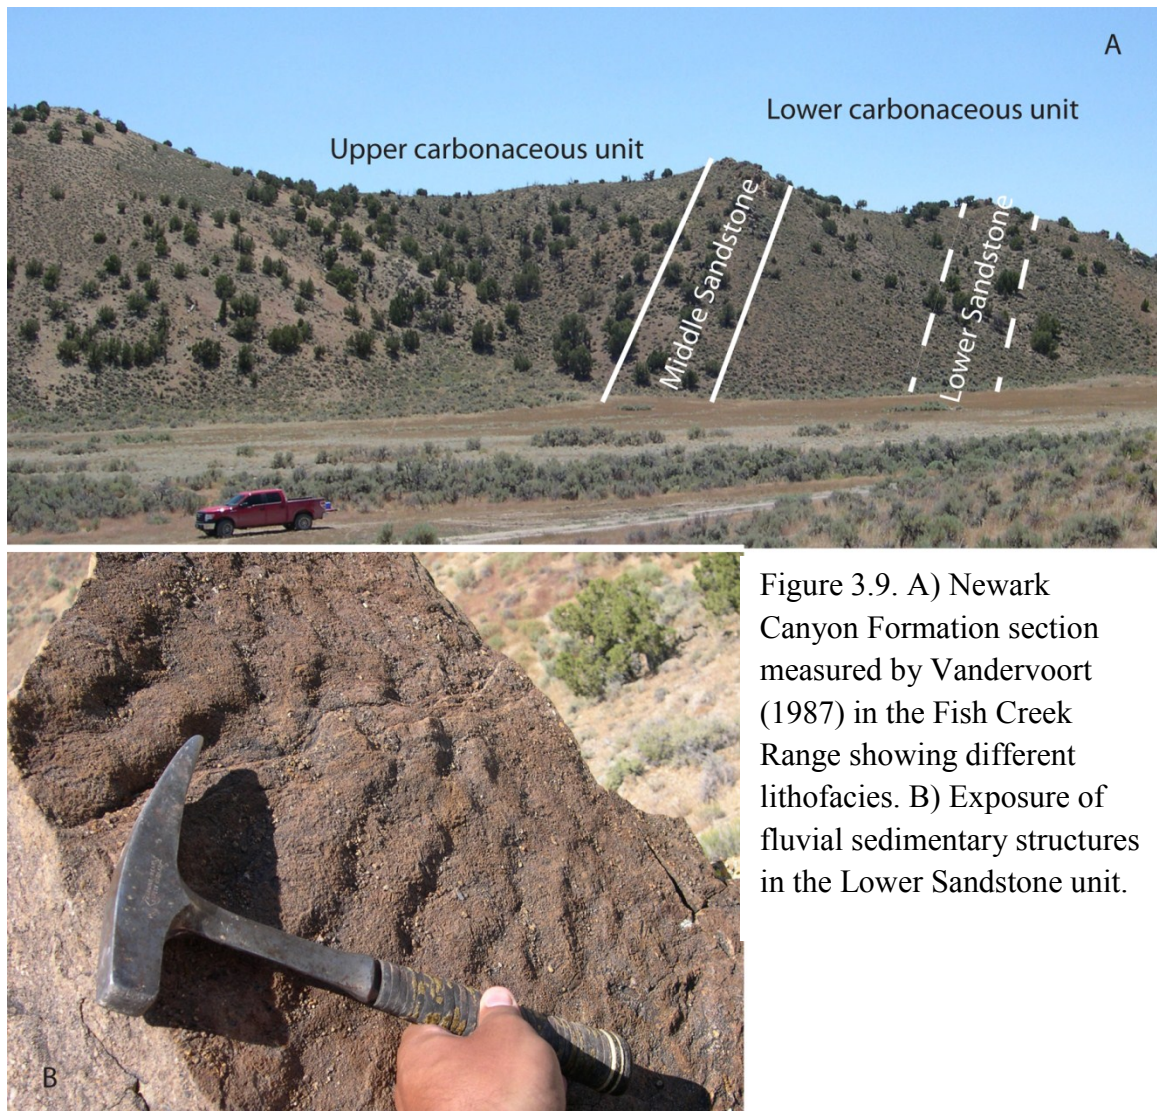 A
Lower carbonaceous unit
Upper carbonaceous unit
Middle Sandstone
Lower Sandstone
Figure 3.9. A) Newark
Canyon Formation section
measured by Vandervoort
(1987) in the Fish Creek
Range showing different
lithofacies. B) Exposure of
fluvial sedimentary structures
in the Lower Sandstone unit.
B